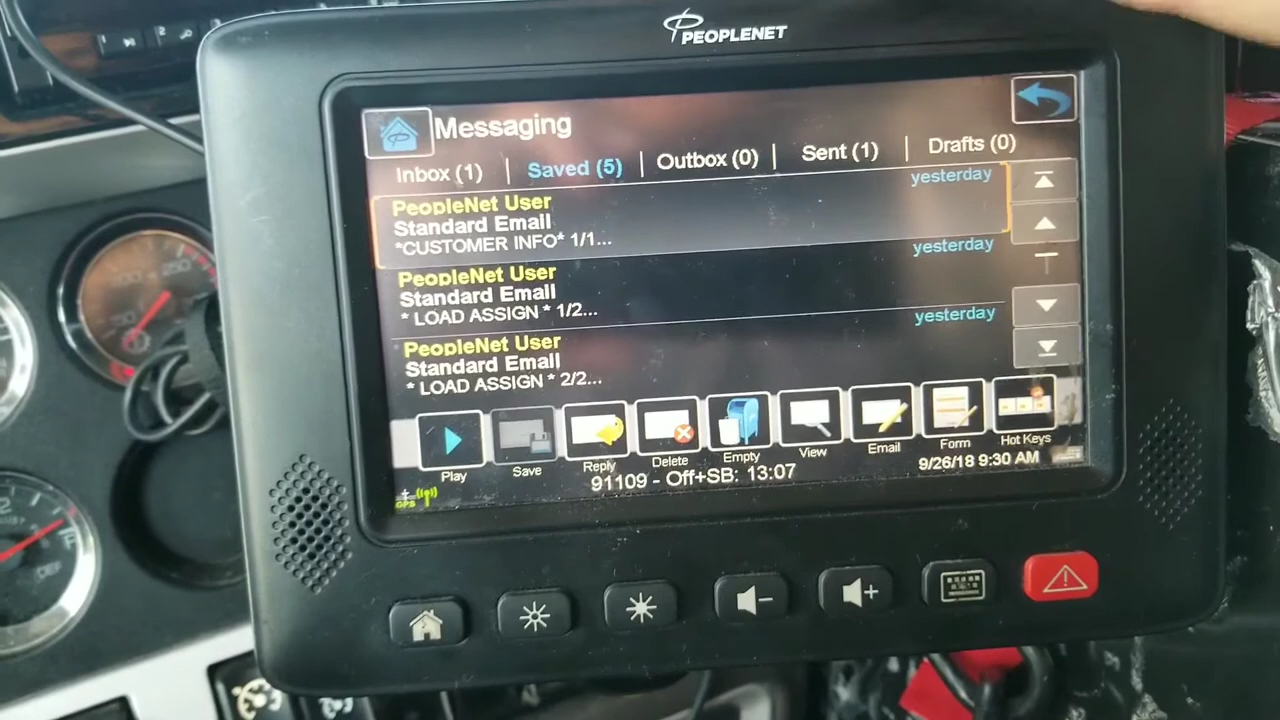 PEOPLENET
Messaging
Inbox (1)
Saved (5)
Outbox (0)
Sent (1)
Drafts (0)
yesterday
PeopleNet User
Standard Email
*CUSTOMER INFO* 1/1...
yesterday
PeopleNet User
Standard Email
* LOAD ASSIGN * 1/2...
yesterday
PeopleNet User
Standard Email
* LOAD ASSIGN * 2/2...
Play
Save
Reply
Delete
Empty
View
Email
Form
Hot Keys
GPS
91109 - Off+SB: 13:07
9/26/18 9:30 AM